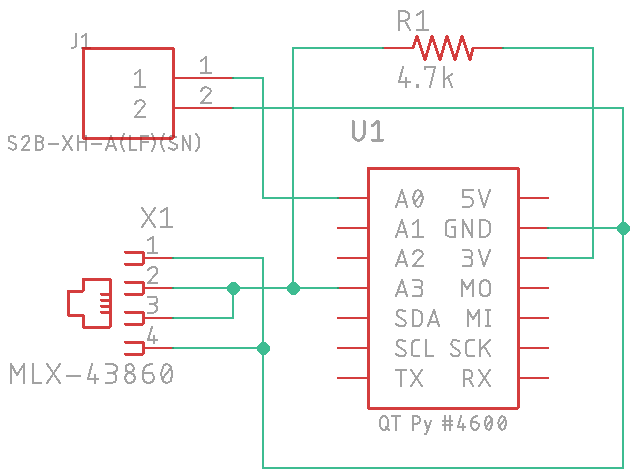 R1
4.7k
J1
1 1
2 2
S2B-XH-A(LF)(SN)
U1
A0 5V
A1 GND
A2 3V
A3 MO
SDA MI
SCL SCK
TX RX
QT Py #4600
X1
1
2
3
4
MLX-43860